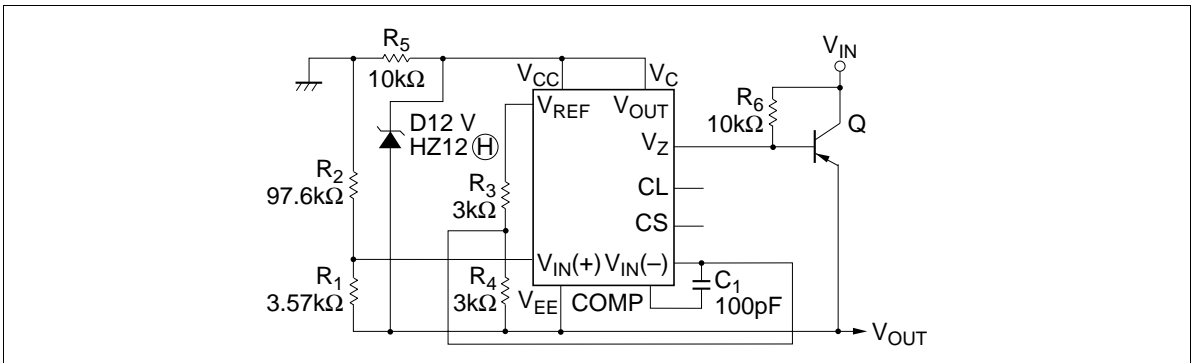 R5
10kΩ
VIN
VCC
VC
VREF
VOUT
R6
10kΩ
Q
D12 V
HZ12 Ⓗ
VZ
R2
97.6kΩ
R3
3kΩ
CL
CS
VIN(+)
VIN(–)
R1
3.57kΩ
R4
3kΩ
C1
100pF
VEE
COMP
VOUT